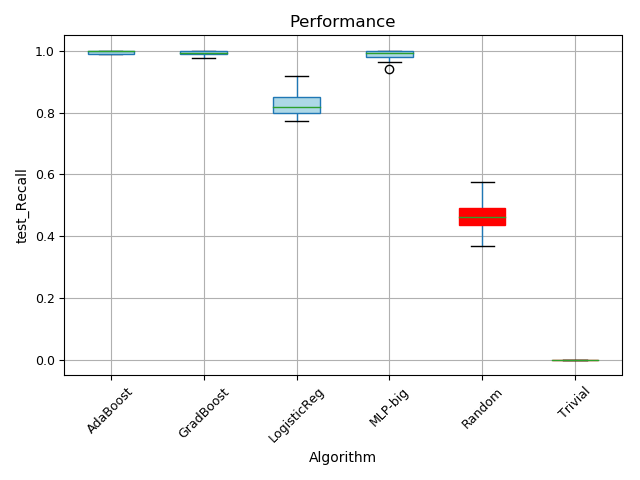 Performance
test_Recall
1.0
0.8
0.6
0.4
0.2
0.0
AdaBoost
GradBoost
LogisticReg
MLP-big
Random
Trivial
Algorithm